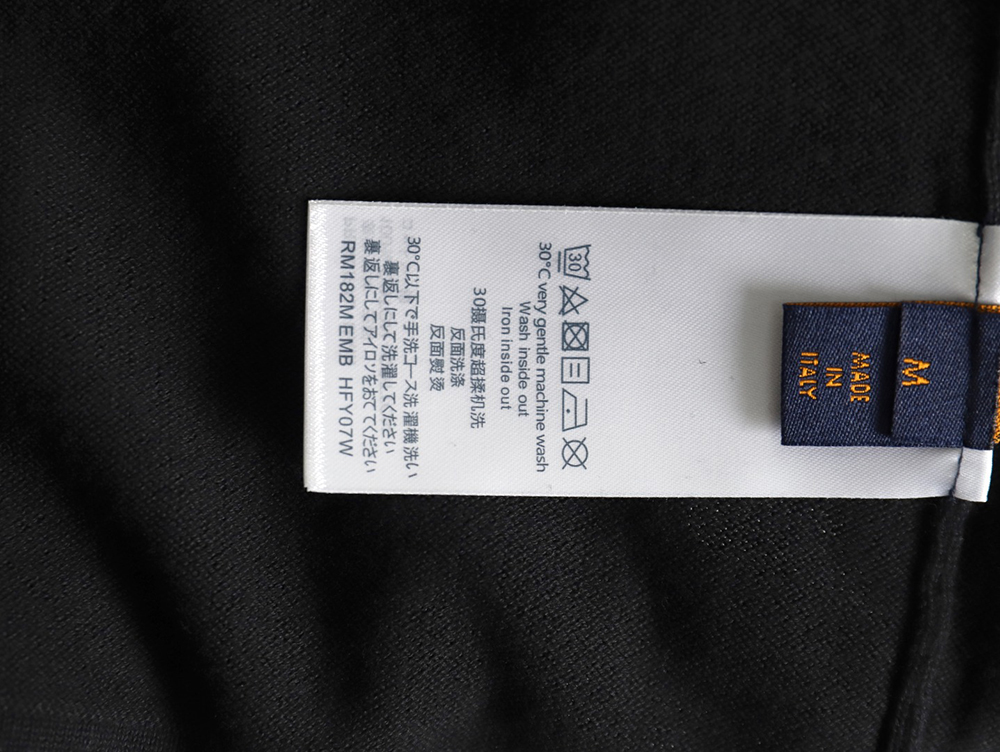 M
MADE
IN
ITALY
30
30°C very gentle machine wash
Wash inside out
Iron inside out
30摄氏度超揉机洗
反面洗涤
反面熨烫
30°C以下で手洗コース洗濯機洗い
裏返しにして洗濯してください
裏返しにしてアイロソをおててください
RM182M EMB HFY07W